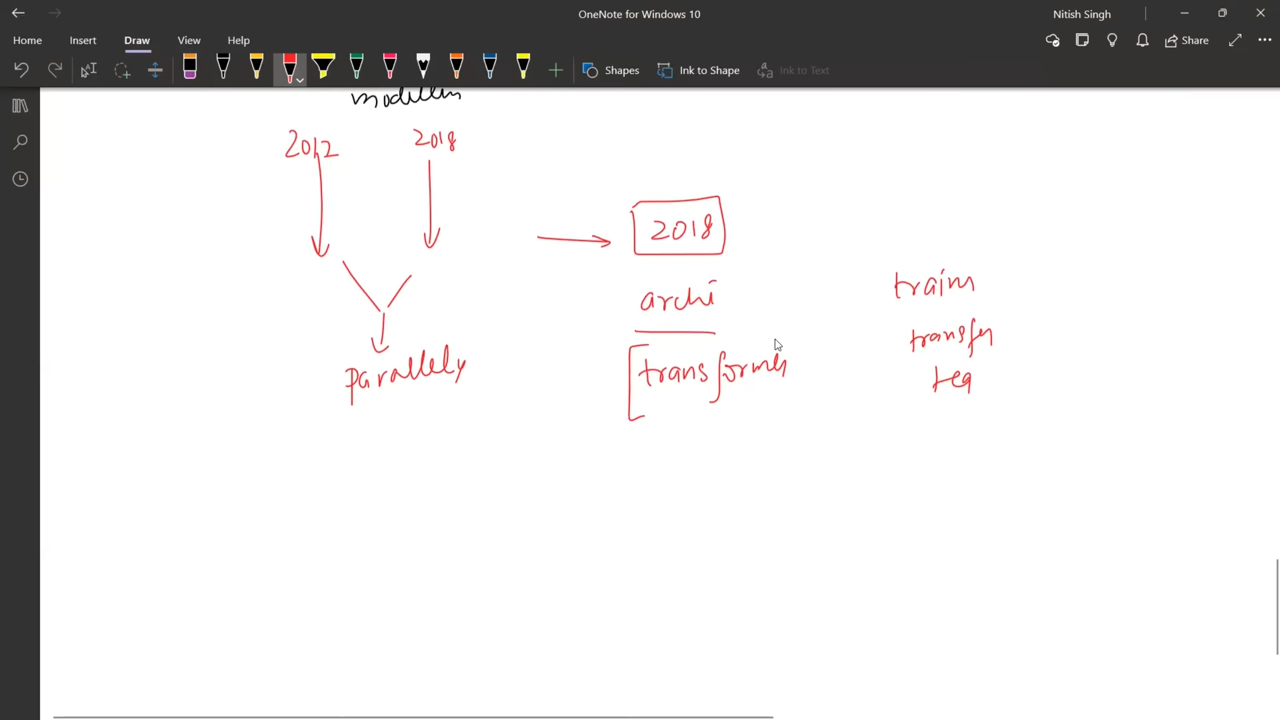 OneNote for Windows 10
Nitish Singh
Home Insert Draw View Help
Share
Shapes
Ink to Shape
Ink to Text
2012 2018
parallely
2018
archi
transformer
train
transfer